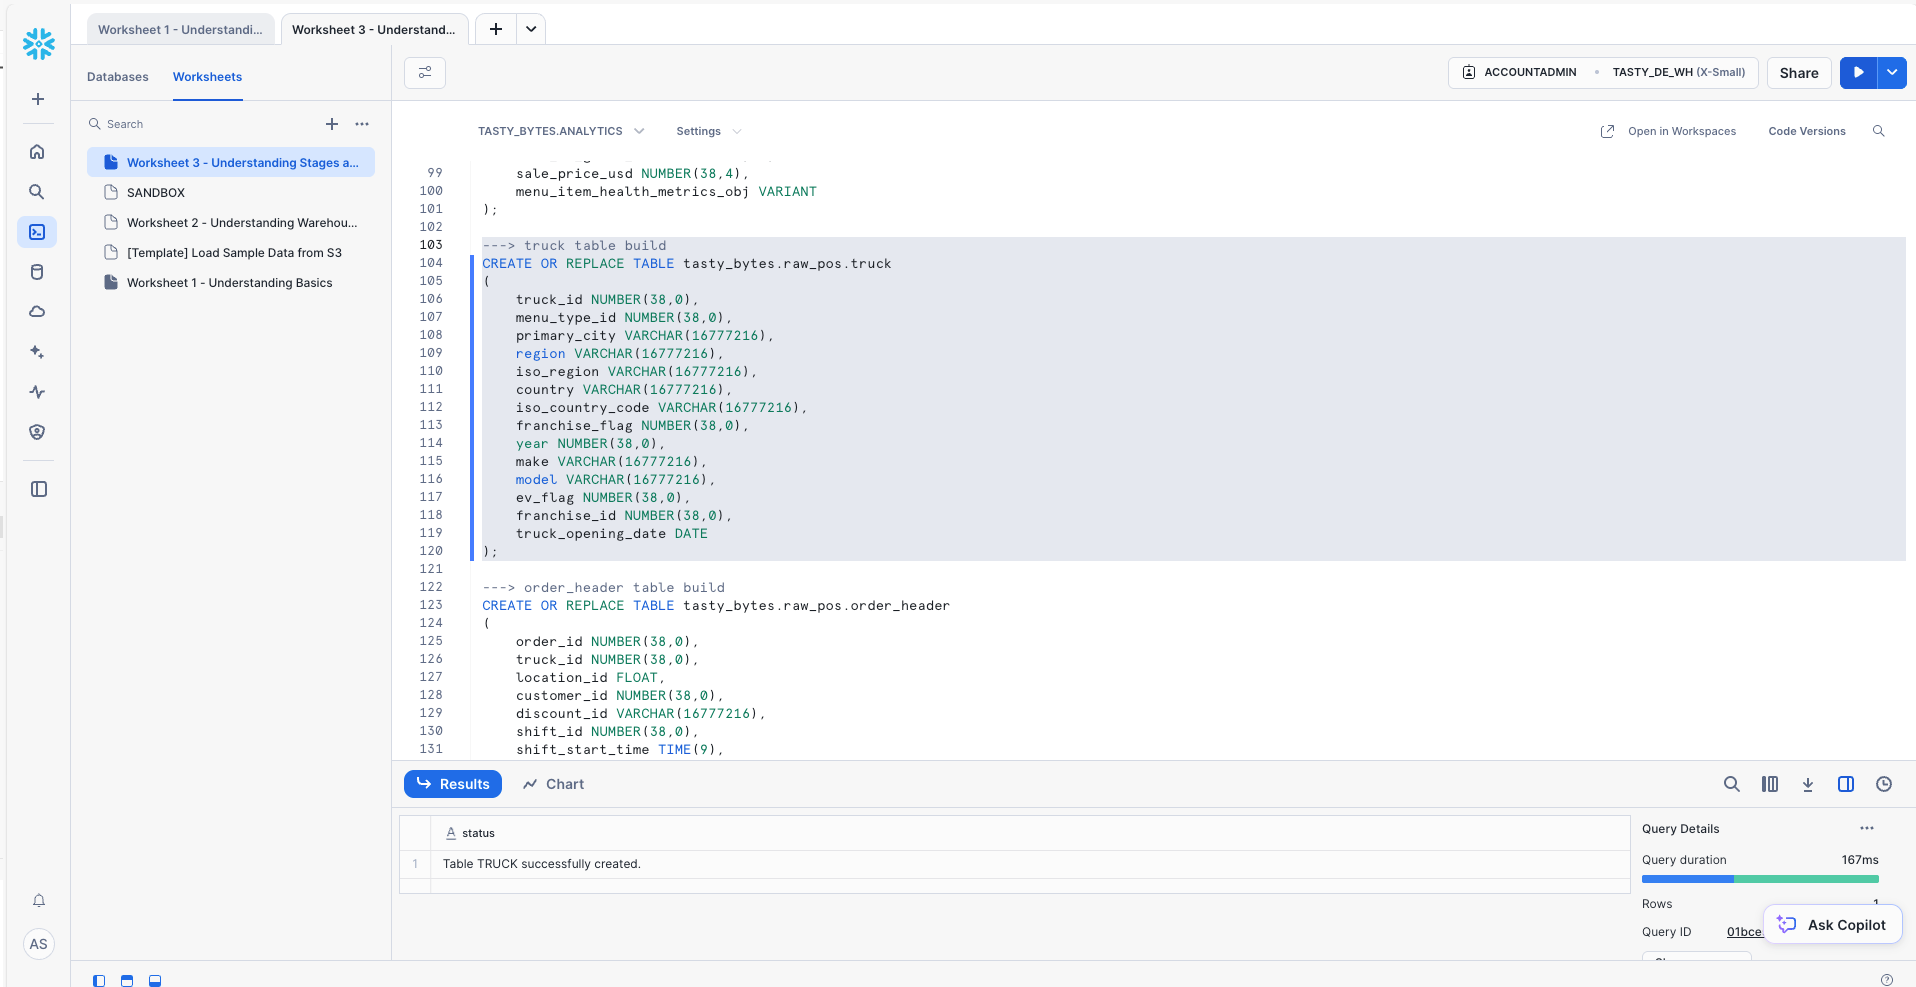 Worksheet 1 - Understandi...
Worksheet 3 - Understand...
Databases
Worksheets
ACCOUNTADMIN
TASTY_DE_WH (X-Small)
Share
Search
TASTY_BYTES.ANALYTICS
Settings
Open in Workspaces
Code Versions
Worksheet 3 - Understanding Stages a...
SANDBOX
Worksheet 2 - Understanding Warehou...
[Template] Load Sample Data from S3
Worksheet 1 - Understanding Basics
99 sale_price_usd NUMBER(38,4),
100 menu_item_health_metrics_obj VARIANT
101 );
102
103 ---> truck table build
104 CREATE OR REPLACE TABLE tasty_bytes.raw_pos.truck
105 (
106 truck_id NUMBER(38,0),
107 menu_type_id NUMBER(38,0),
108 primary_city VARCHAR(16777216),
109 region VARCHAR(16777216),
110 iso_region VARCHAR(16777216),
111 country VARCHAR(16777216),
112 iso_country_code VARCHAR(16777216),
113 franchise_flag NUMBER(38,0),
114 year NUMBER(38,0),
115 make VARCHAR(16777216),
116 model VARCHAR(16777216),
117 ev_flag NUMBER(38,0),
118 franchise_id NUMBER(38,0),
119 truck_opening_date DATE
120 );
121
122 ---> order_header table build
123 CREATE OR REPLACE TABLE tasty_bytes.raw_pos.order_header
124 (
125 order_id NUMBER(38,0),
126 truck_id NUMBER(38,0),
127 location_id FLOAT,
128 customer_id NUMBER(38,0),
129 discount_id VARCHAR(16777216),
130 shift_id NUMBER(38,0),
131 shift_start_time TIME(9),
Results
Chart
A status
1 Table TRUCK successfully created.
Query Details
Query duration 167ms
Rows 1
Query ID 01bce
Ask Copilot
AS